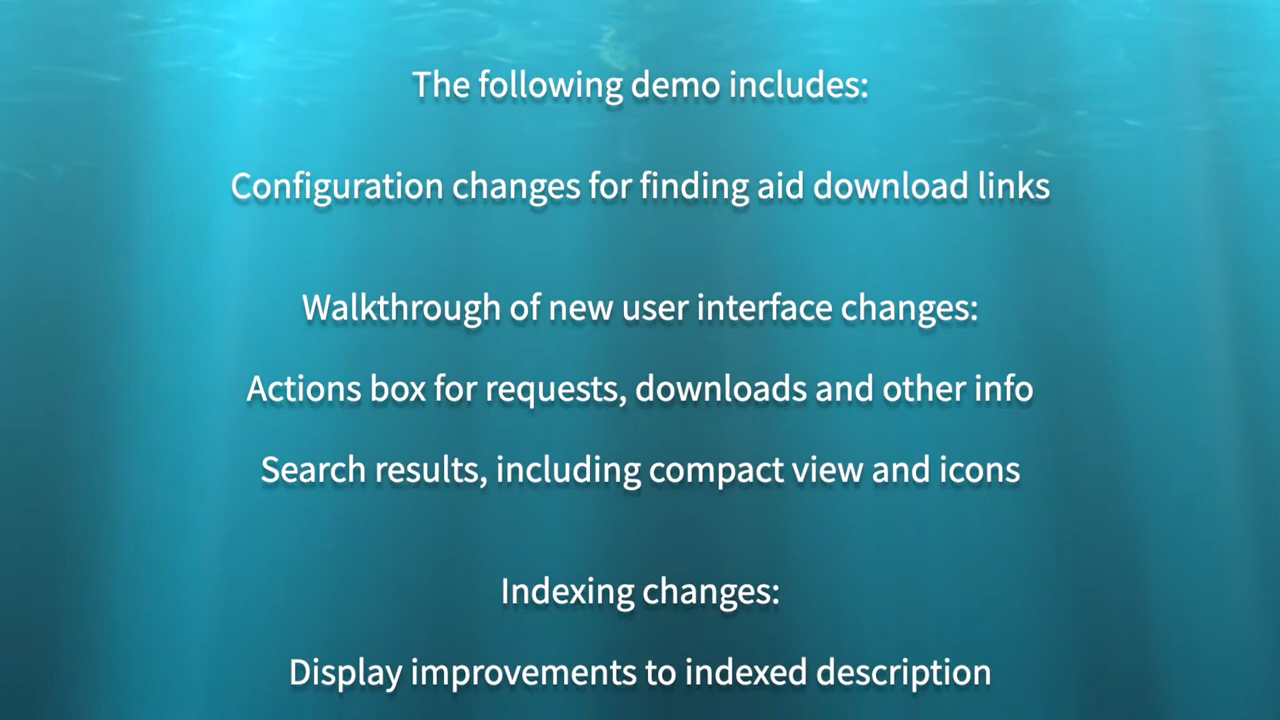 The following demo includes:
Configuration changes for finding aid download links
Walkthrough of new user interface changes:
Actions box for requests, downloads and other info
Search results, including compact view and icons
Indexing changes:
Display improvements to indexed description